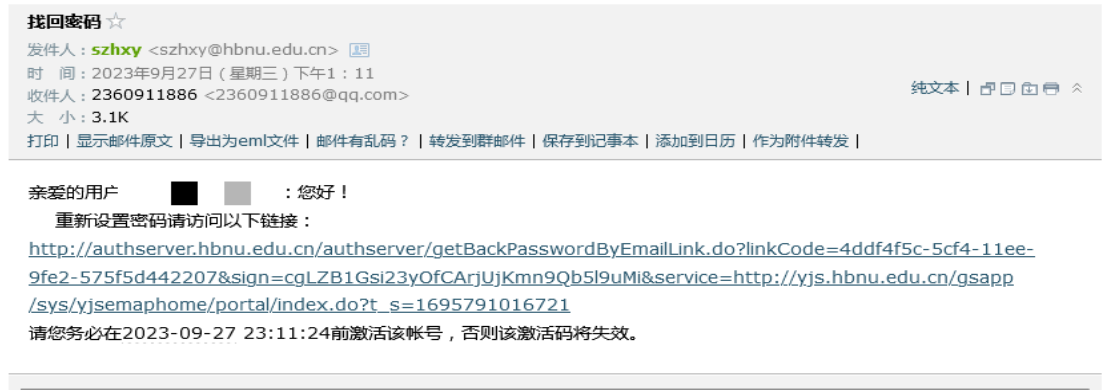 找回密码☆
发件人：szhxy <szhxy@hbnu.edu.cn>
时 间：2023年9月27日（星期三）下午1：11
收件人：2360911886 <2360911886@qq.com>
纯文本 |
大 小：3.1K
打印 | 显示邮件原文 | 导出为eml文件 | 邮件有乱码？ | 转发到群邮件 | 保存到记事本 | 添加到日历 | 作为附件转发 |
亲爱的用户 ：您好！
重新设置密码请访问以下链接：
http://authserver.hbnu.edu.cn/authserver/getBackPasswordByEmailLink.do?linkCode=4ddf4f5c-5cf4-11ee-
9fe2-575f5d442207&sign=cgLZB1Gsi23yOfCArjUjKmn9Qb5l9uMi&service=http://yjs.hbnu.edu.cn/gsapp
/sys/yjsemaphome/portal/index.do?t_s=1695791016721
请您务必在2023-09-27 23:11:24前激活该帐号，否则该激活码将失效。